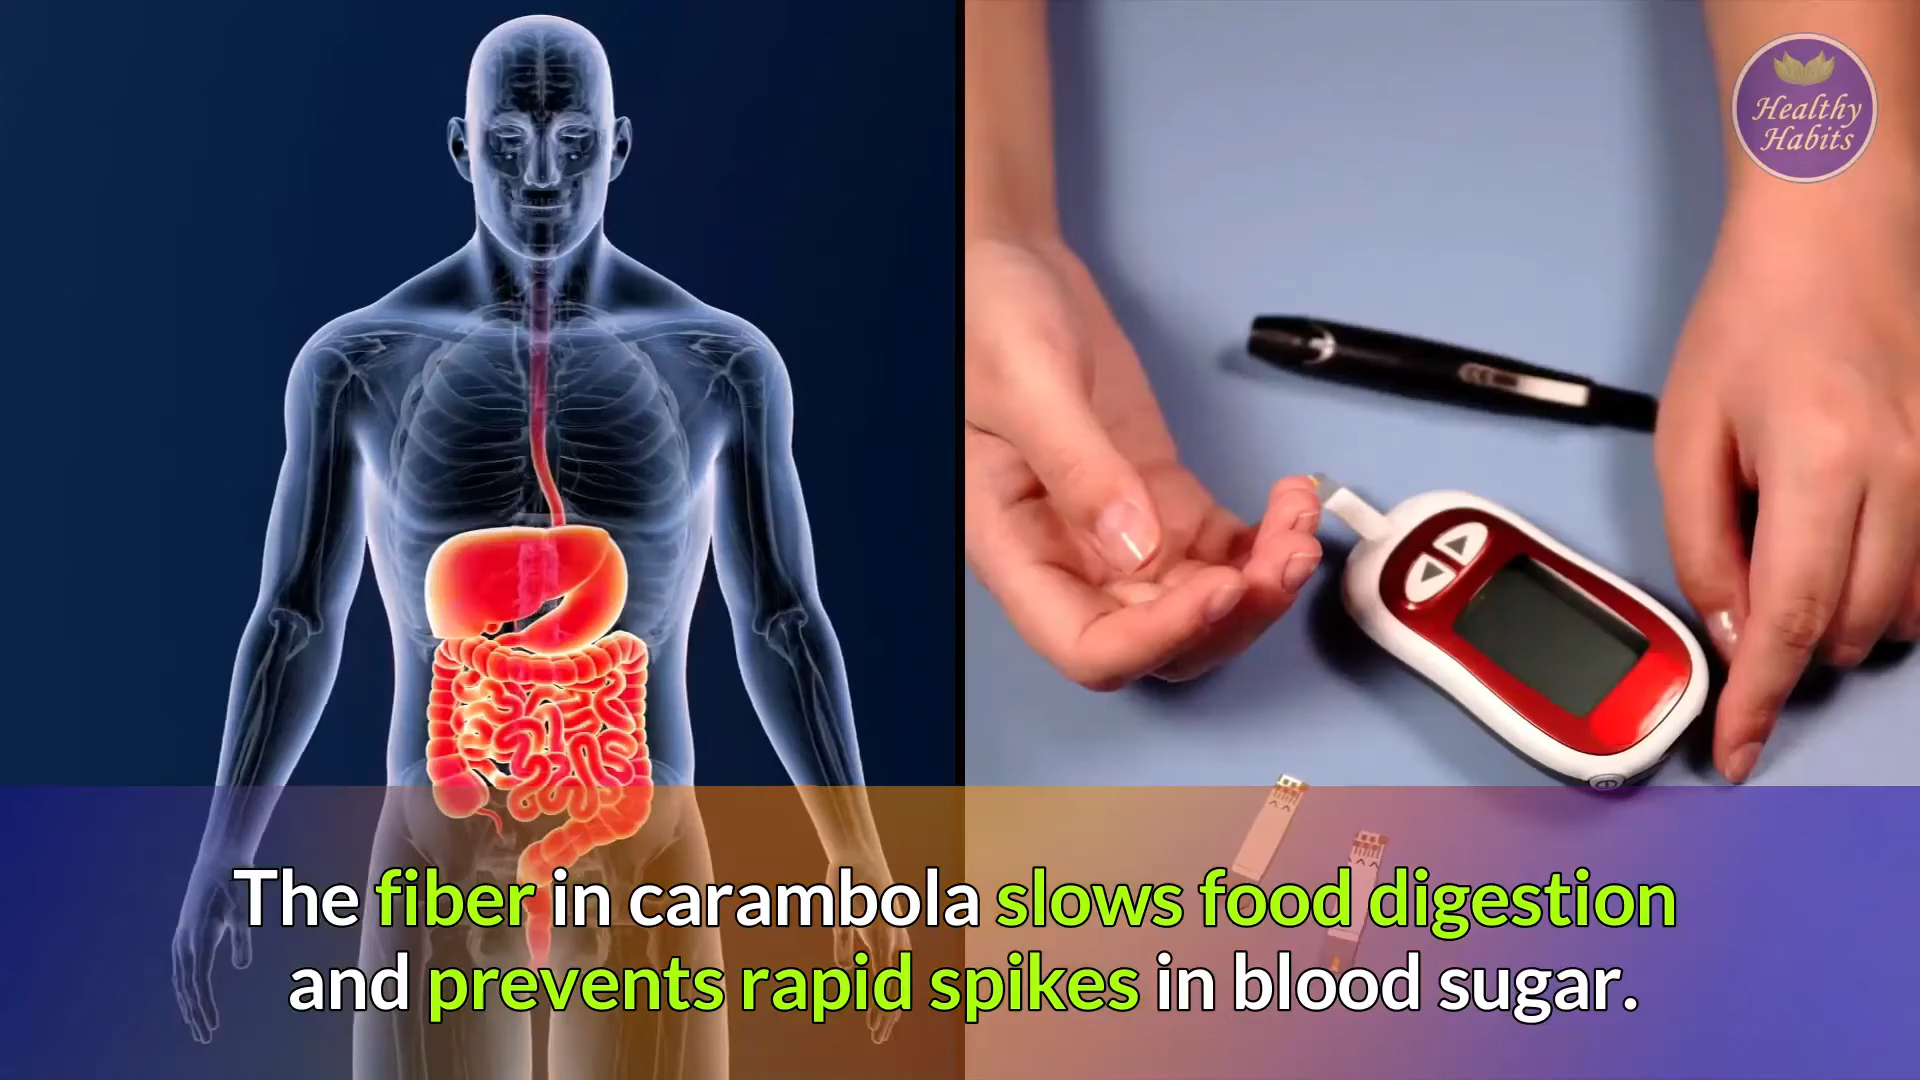 Healthy
Habits
The fiber in carambola slows food digestion
and prevents rapid spikes in blood sugar.